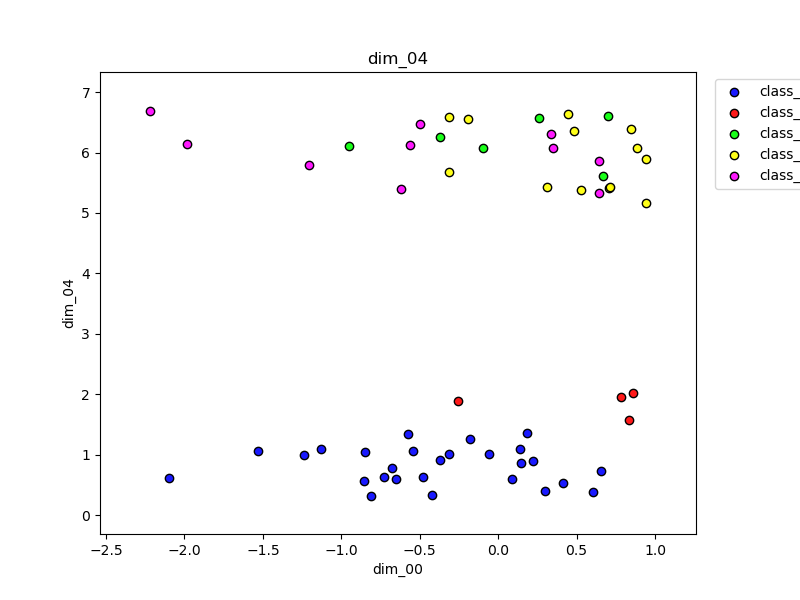 dim_04
7
6
5
4
3
2
1
0
dim_04
−2.5 −2.0 −1.5 −1.0 −0.5 0.0 0.5 1.0
dim_00
class_
class_
class_
class_
class_